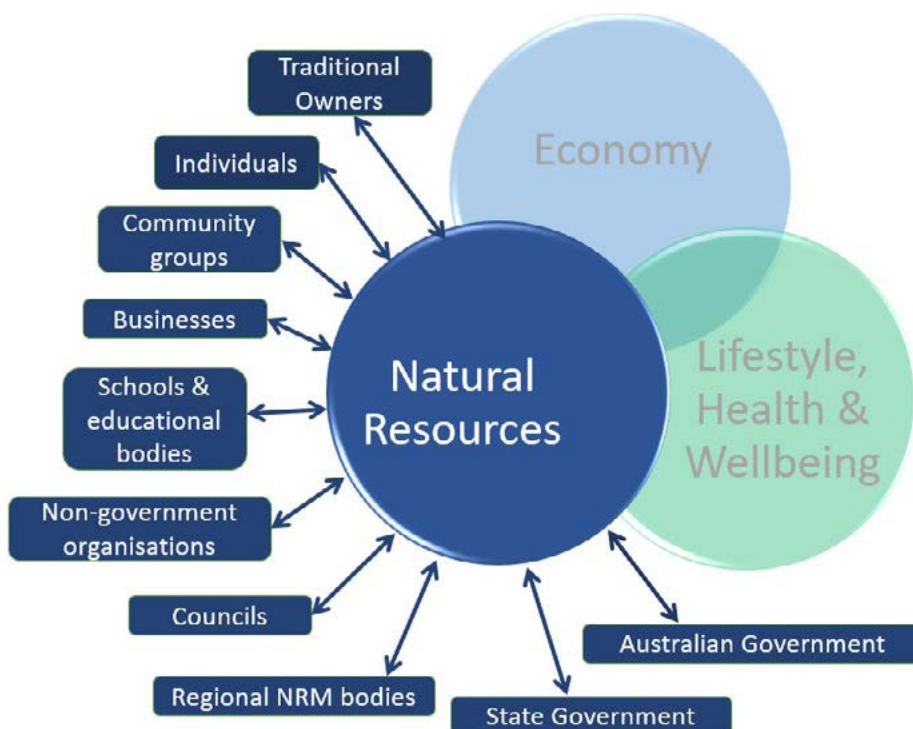 Traditional
Owners
Economy
Individuals
Community
groups
Businesses
Natural
Resources
Lifestyle,
Health &
Wellbeing
Schools &
educational
bodies
Non-government
organisations
Councils
Australian Government
Regional NRM bodies
State Government